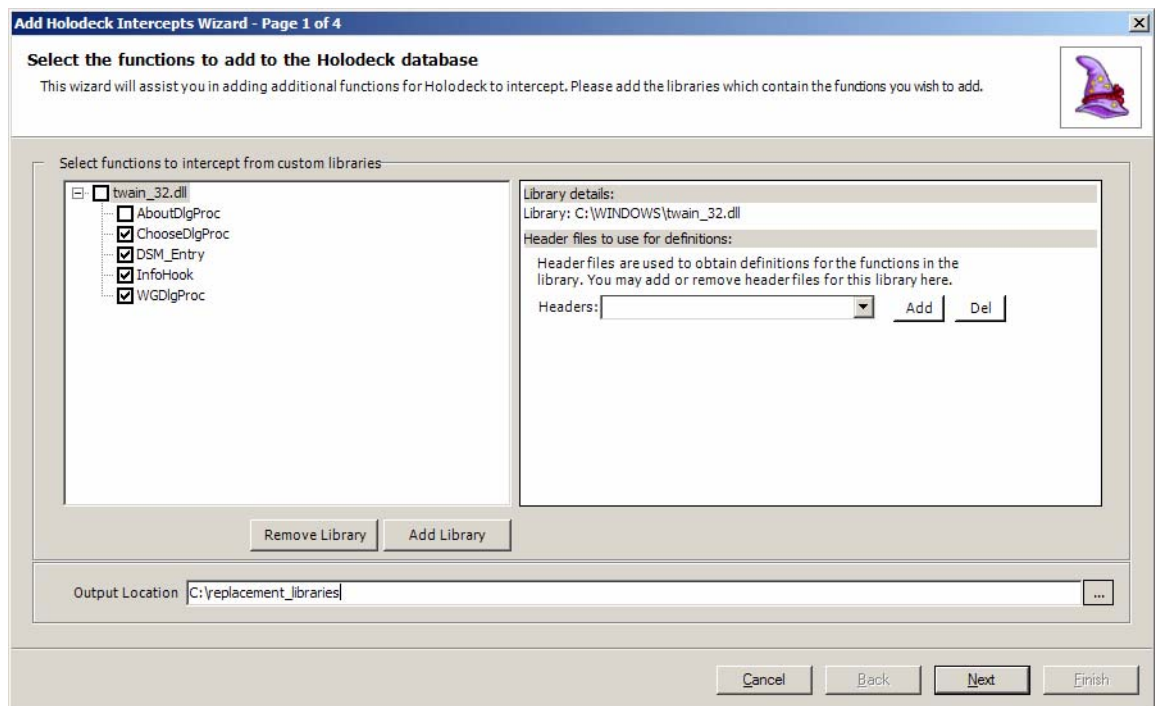 Add Holodeck Intercepts Wizard - Page 1 of 4
Select the functions to add to the Holodeck database
This wizard will assist you in adding additional functions for Holodeck to intercept. Please add the libraries which contain the functions you wish to add.
Select functions to intercept from custom libraries
twain_32.dll
AboutDlgProc
ChooseDlgProc
DSM_Entry
InfoHook
WGDlgProc
Library details:
Library: C:\WINDOWS\twain_32.dll
Header files to use for definitions:
Header files are used to obtain definitions for the functions in the
library. You may add or remove header files for this library here.
Headers:
Add
Del
Remove Library
Add Library
Output Location
C:\replacement_libraries
...
Cancel
Back
Next
Finish